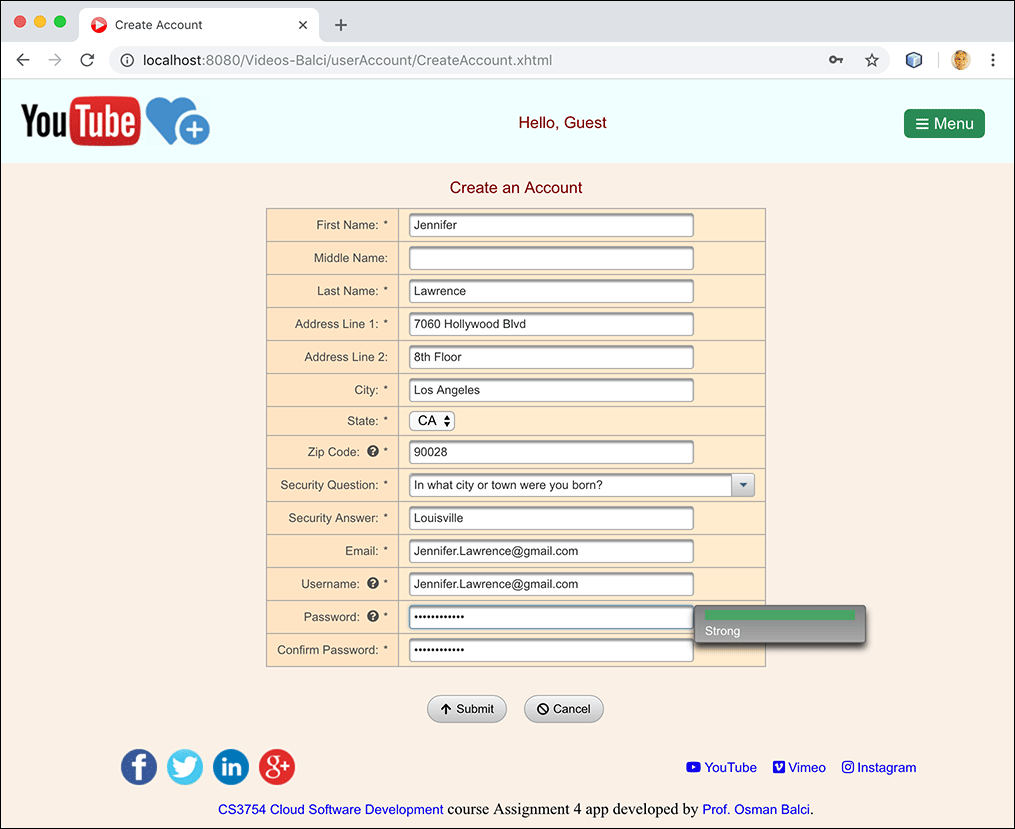 Create Account
localhost:8080/Videos-Balci/userAccount/CreateAccount.xhtml
YouTube
Hello, Guest
Menu
Create an Account
First Name: * Jennifer
Middle Name:
Last Name: * Lawrence
Address Line 1: * 7060 Hollywood Blvd
Address Line 2: 8th Floor
City: * Los Angeles
State: * CA
Zip Code: ? * 90028
Security Question: * In what city or town were you born?
Security Answer: * Louisville
Email: * Jennifer.Lawrence@gmail.com
Username: ? * Jennifer.Lawrence@gmail.com
Password: ? * ••••••••••••
Strong
Confirm Password: * ••••••••••••
Submit Cancel
f in g+ YouTube Vimeo Instagram
CS3754 Cloud Software Development course Assignment 4 app developed by Prof. Osman Balci.